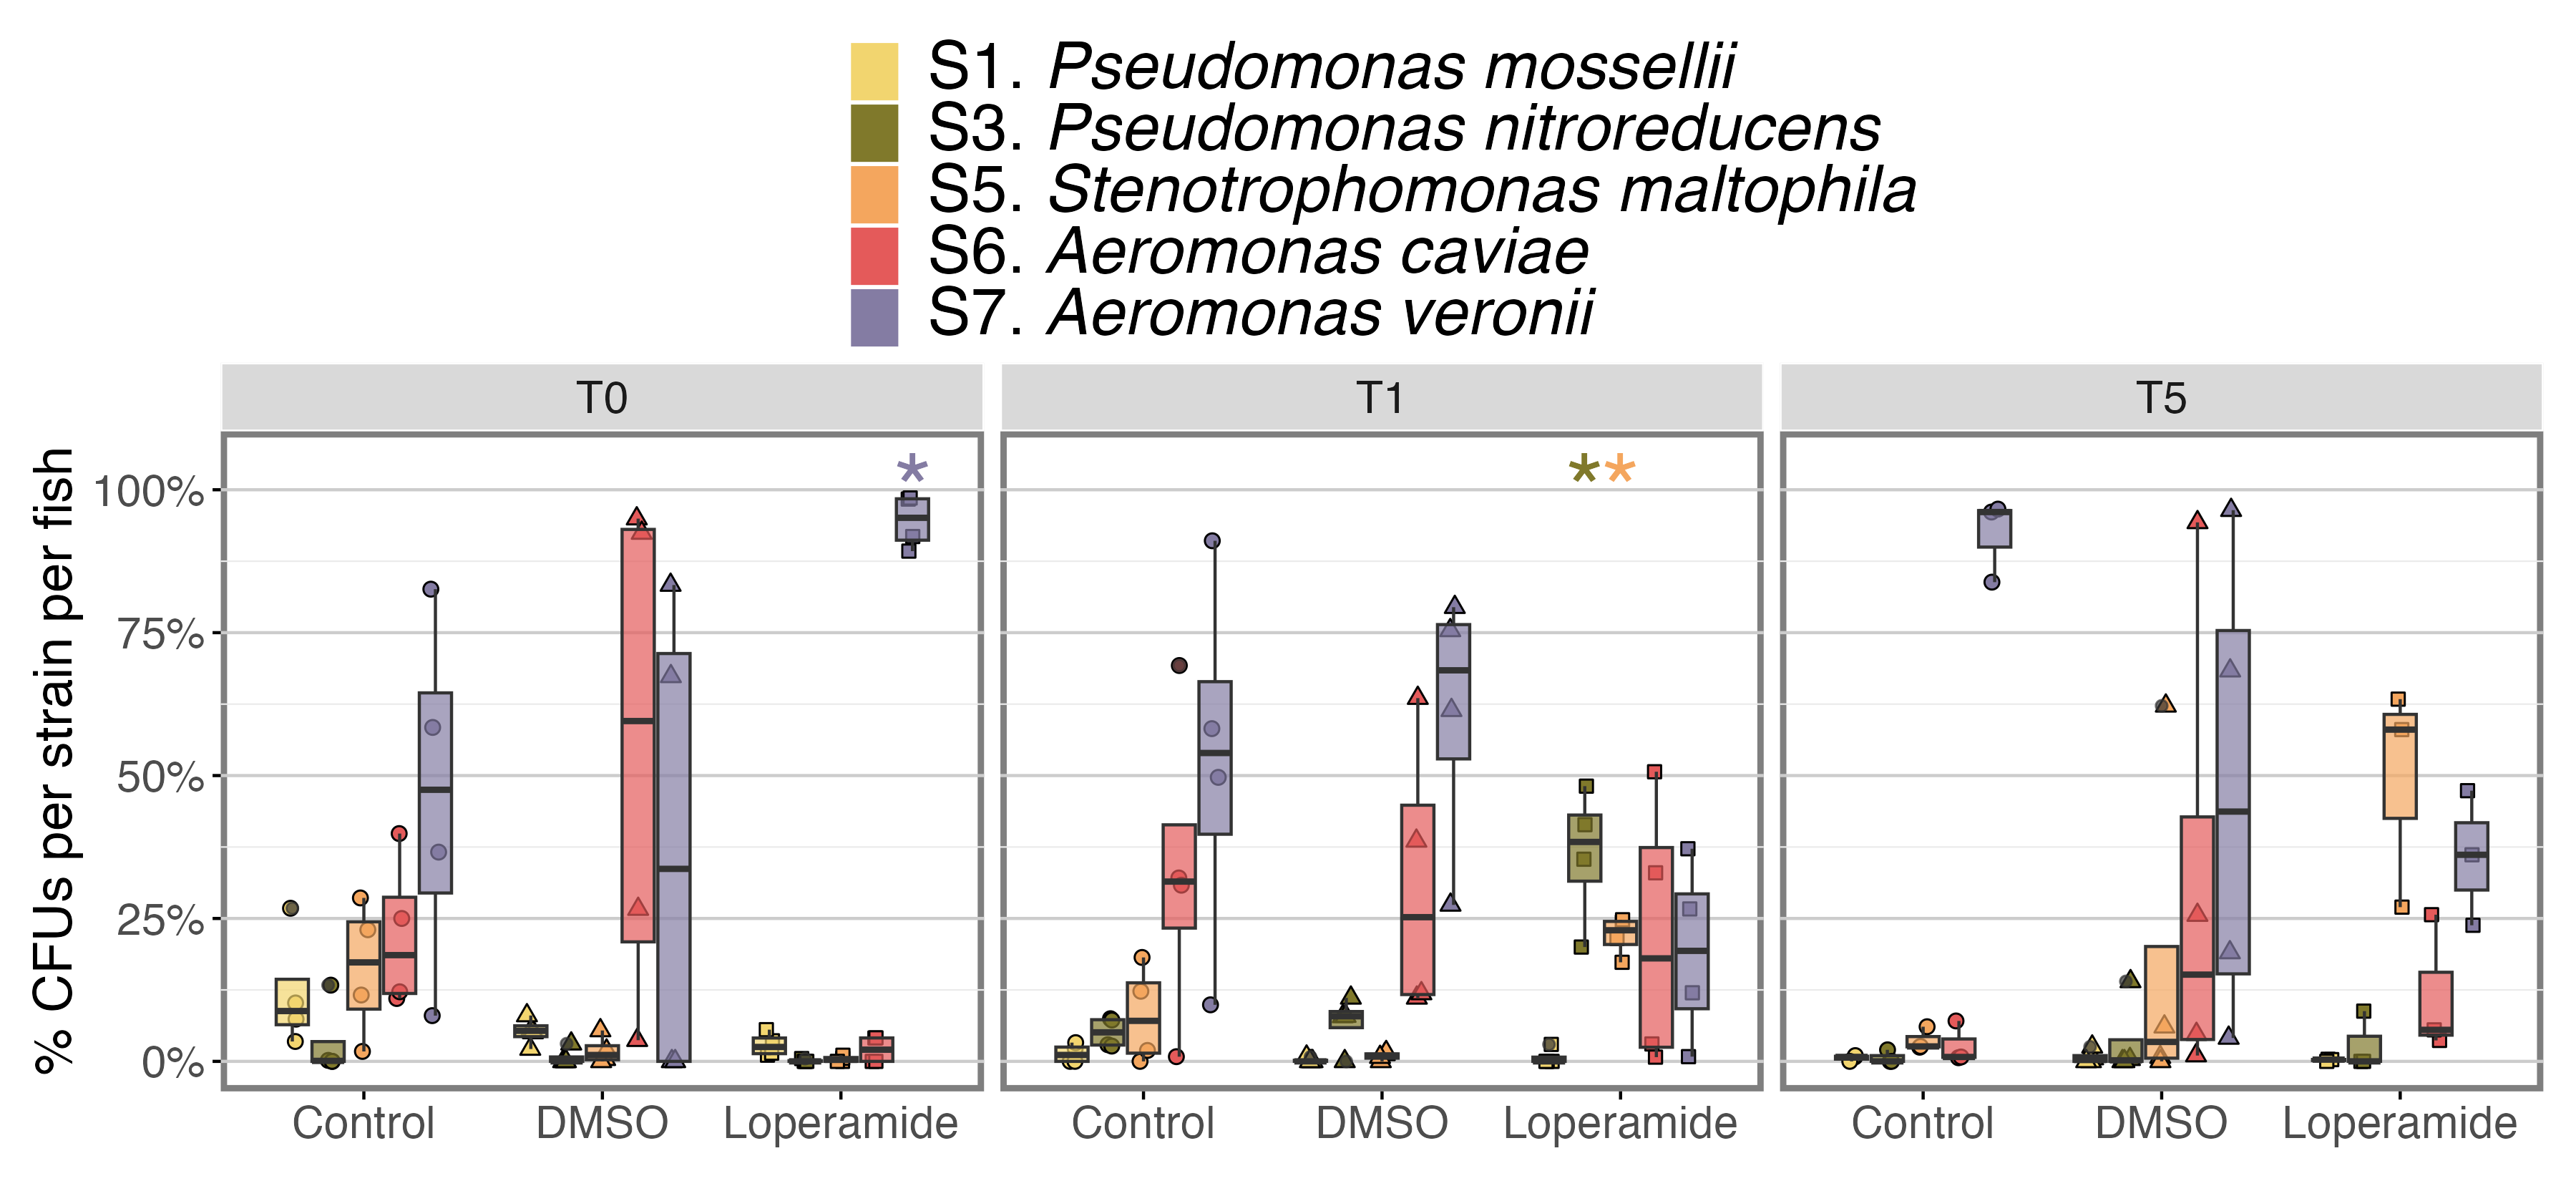 S1. Pseudomonas mossellii
S3. Pseudomonas nitroreducens
S5. Stenotrophomonas maltophila
S6. Aeromonas caviae
S7. Aeromonas veronii
T0 T1 T5
% CFUs per strain per fish
* * *
100%
75%
50%
25%
0%
Control DMSO Loperamide Control DMSO Loperamide Control DMSO Loperamide